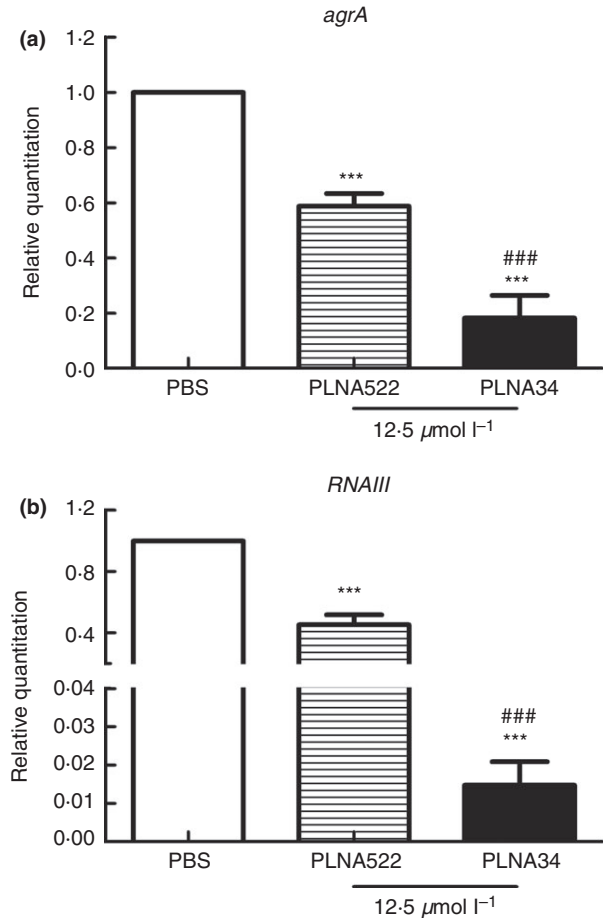 agrA
(a)
1·2
1·0
0·8
0·6
0·4
0·2
0·0
Relative quantitation
***
###
***
PBS PLNA522 PLNA34
12·5 µmol l⁻¹
RNAIII
(b)
1·2
0·8
0·4
0·04
0·03
0·02
0·01
0·00
Relative quantitation
***
###
***
PBS PLNA522 PLNA34
12·5 µmol l⁻¹